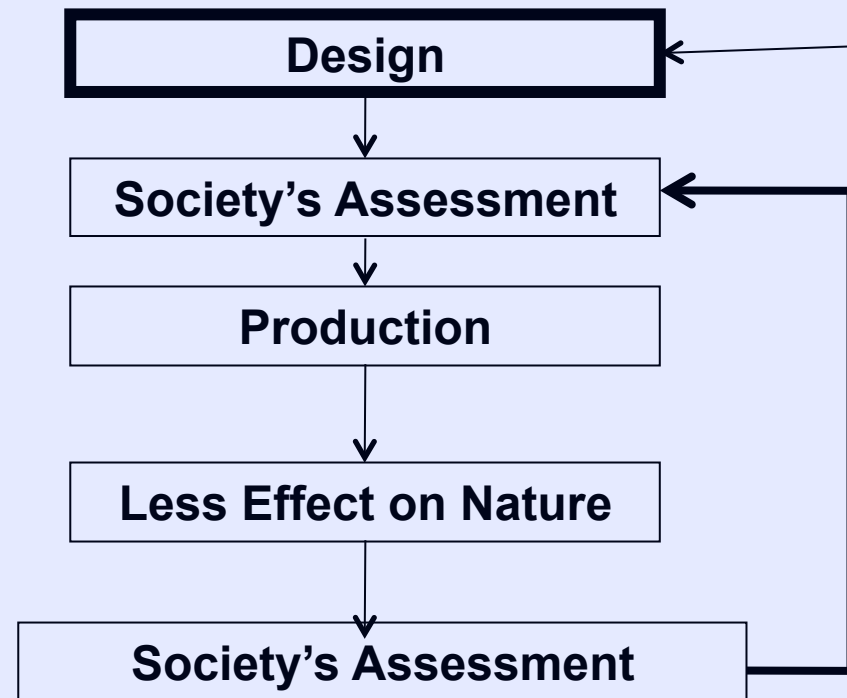 Design
Society’s Assessment
Production
Less Effect on Nature
Society’s Assessment